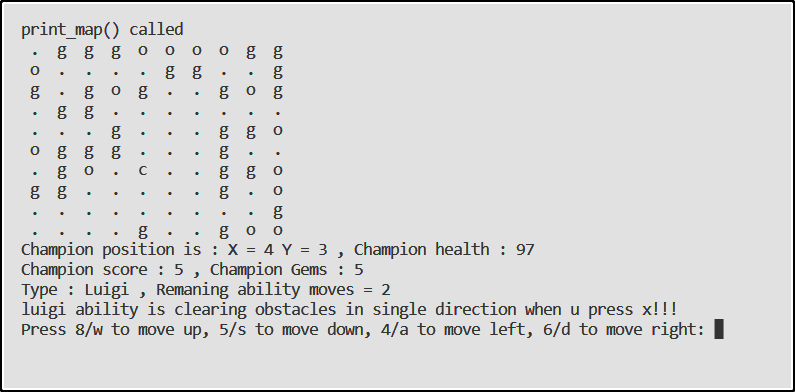 print_map() called
. g g g o o o o g g
o . . . . g g . . g
g . g o g . . g o g
. g g . . . . . . .
. . . g . . . g g o
o g g g . . . g . .
. g o . c . . g g o
g g . . . . . g . o
. . . . . . . . . g
. . . . g . . g o o
Champion position is : X = 4 Y = 3 , Champion health : 97
Champion score : 5 , Champion Gems : 5
Type : Luigi , Remaning ability moves = 2
luigi ability is clearing obstacles in single direction when u press x!!!
Press 8/w to move up, 5/s to move down, 4/a to move left, 6/d to move right: